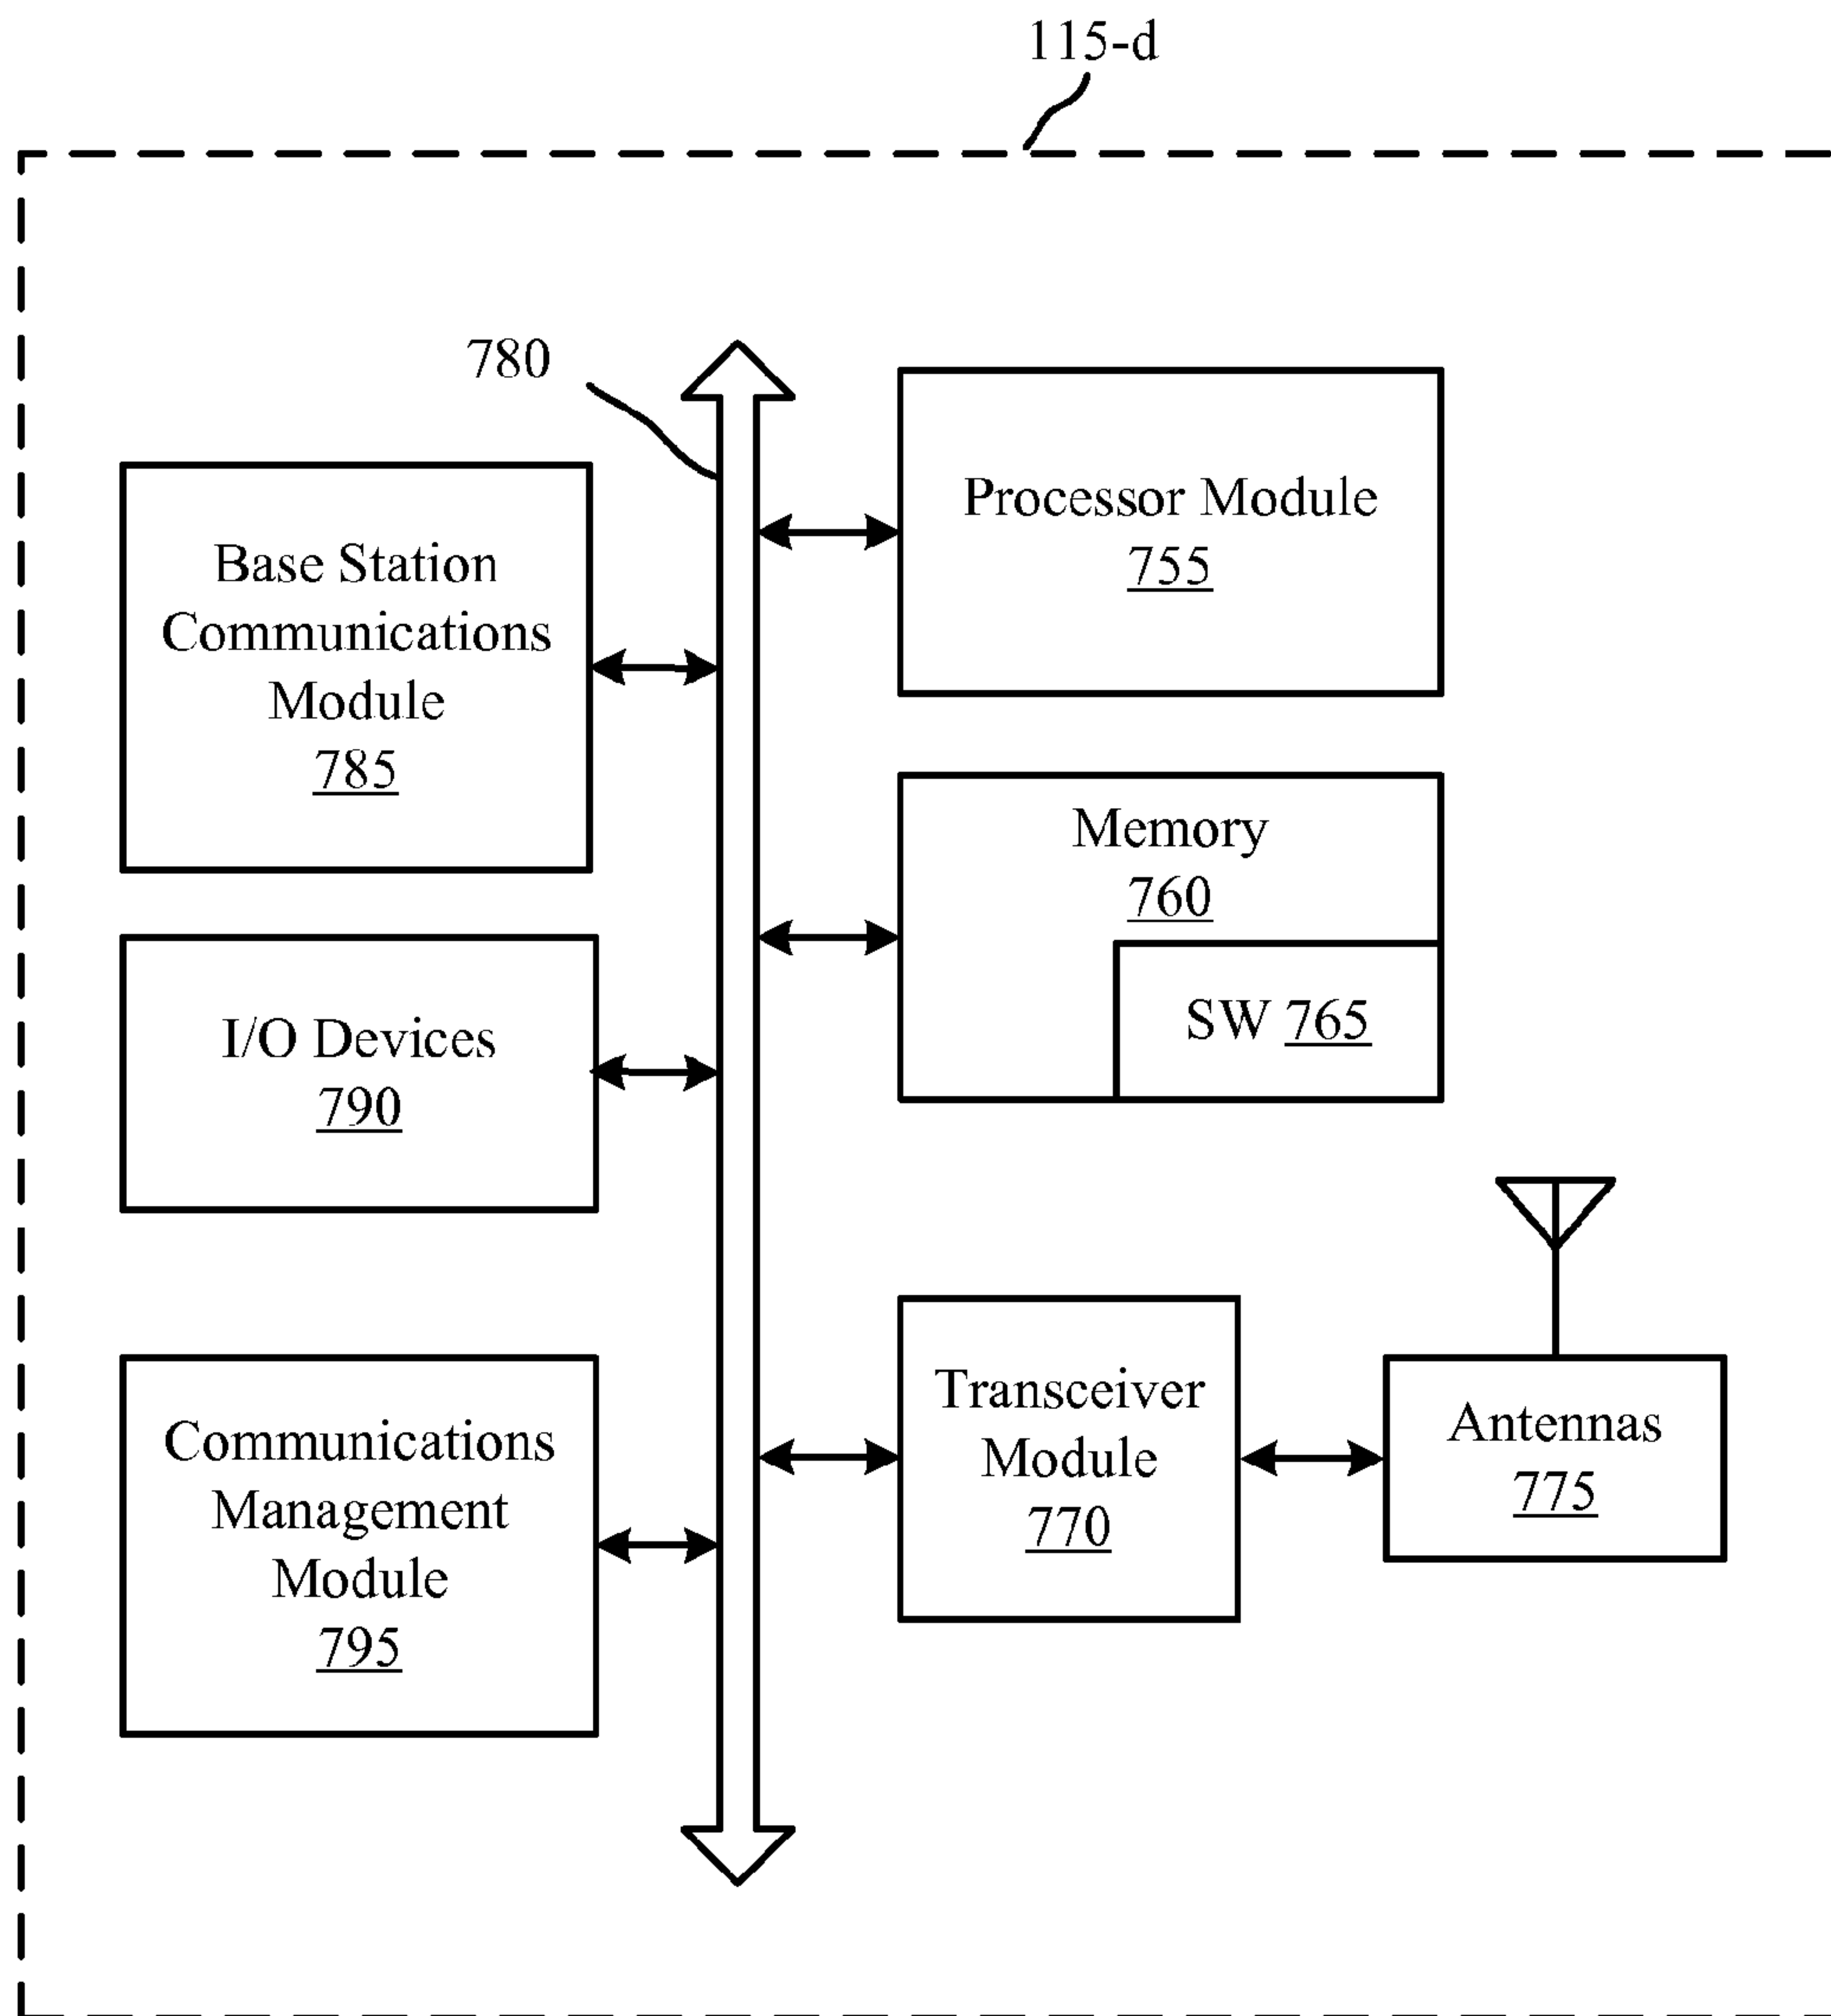 115-d
780
Base Station
Communications
Module
785
Processor Module
755
Memory
760
SW 765
I/O Devices
790
Communications
Management
Module
795
Transceiver
Module
770
Antennas
775